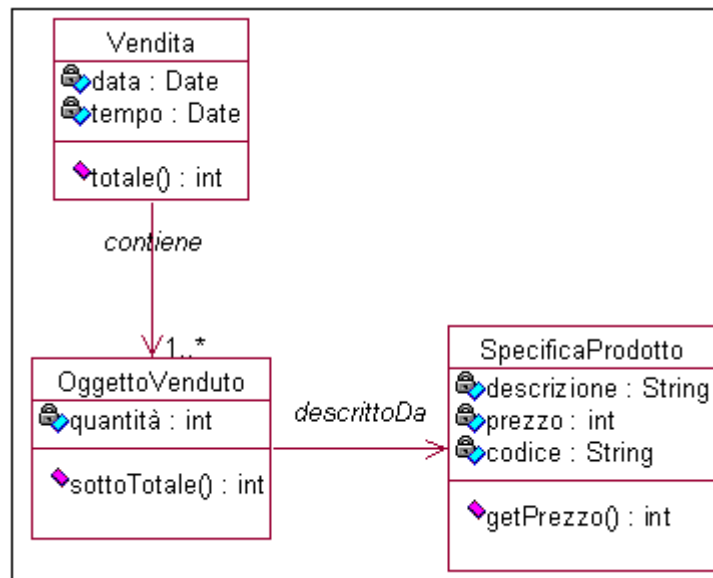 Vendita
data : Date
tempo : Date
totale() : int
contiene
1..*
OggettoVenduto
quantità : int
sottoTotale() : int
descrittoDa
SpecificaProdotto
descrizione : String
prezzo : int
codice : String
getPrezzo() : int